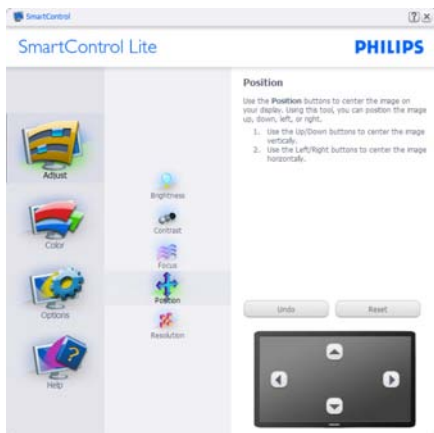 SmartControl
SmartControl Lite
PHILIPS
Adjust
Color
Options
Help
Brightness
Contrast
Focus
Position
Resolution
Position
Use the Position buttons to center the image on
your display. Using this tool, you can position the image
up, down, left, or right.
1. Use the Up/Down buttons to center the image
vertically.
2. Use the Left/Right buttons to center the image
horizontally.
Undo
Reset